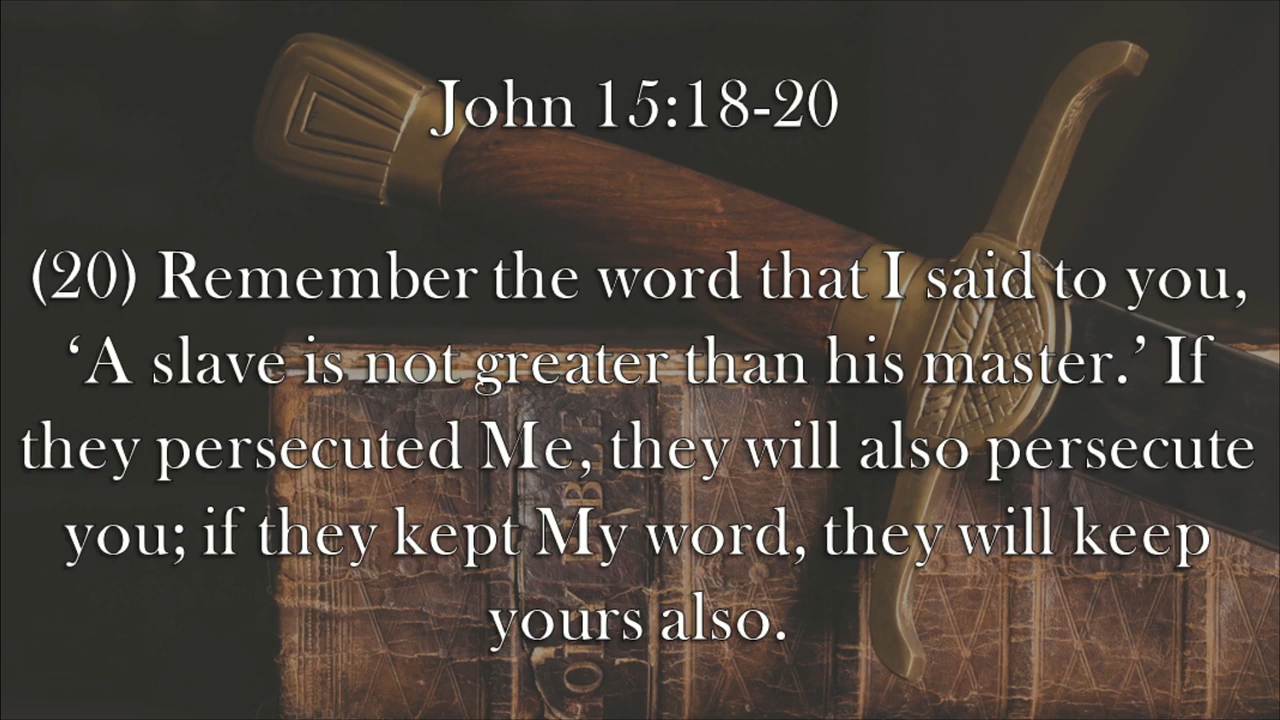 John 15:18-20
(20) Remember the word that I said to you,
‘A slave is not greater than his master.’ If
they persecuted Me, they will also persecute
you; if they kept My word, they will keep
yours also.